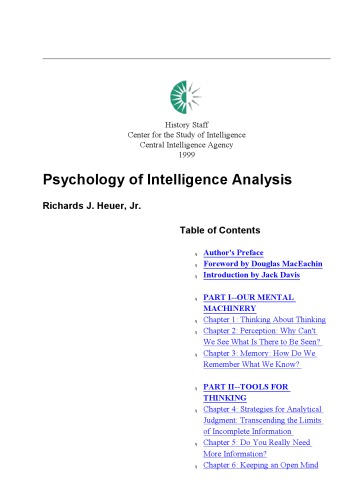 History Staff
Center for the Study of Intelligence
Central Intelligence Agency
1999
Psychology of Intelligence Analysis
Richards J. Heuer, Jr.
Table of Contents
Author's Preface
Foreword by Douglas MacEachin
Introduction by Jack Davis
PART I--OUR MENTAL
MACHINERY
Chapter 1: Thinking About Thinking
Chapter 2: Perception: Why Can't
We See What Is There to Be Seen?
Chapter 3: Memory: How Do We
Remember What We Know?
PART II--TOOLS FOR
THINKING
Chapter 4: Strategies for Analytical
Judgment: Transcending the Limits
of Incomplete Information
Chapter 5: Do You Really Need
More Information?
Chapter 6: Keeping an Open Mind